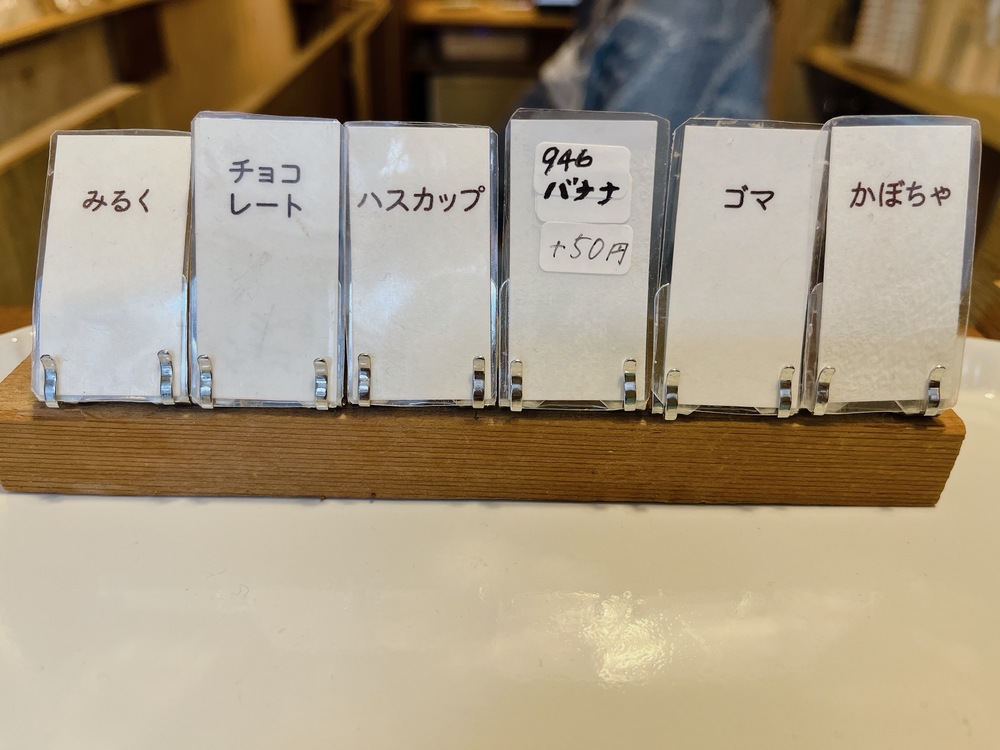 みるく
チョコ
レート
ハスカップ
946
バナナ
+50円
ゴマ
かぼちゃ